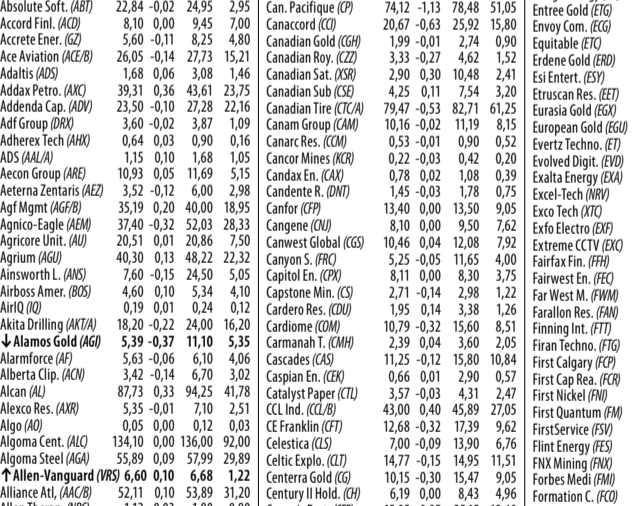 Absolute Soft. (ABT) 22,84 -0,02 24,95 2,95
Accord Finl. (ACD) 8,10 0,00 9,45 7,00
Accrete Ener. (GZ) 5,60 -0,11 8,25 4,80
Ace Aviation (ACE/B) 26,05 -0,14 27,73 15,21
Adaltis (ADS) 1,68 0,06 3,08 1,46
Addax Petro. (AXC) 39,31 0,36 43,61 23,75
Addenda Cap. (ADV) 23,50 -0,10 27,28 22,16
Adf Group (DRX) 3,60 -0,02 3,87 1,09
Adherex Tech (AHX) 0,64 0,03 0,90 0,16
ADS (AAL/A) 1,15 0,10 1,68 1,05
Aecon Group (ARE) 10,93 0,05 11,69 5,15
Aeterna Zentaris (AEZ) 3,52 -0,12 6,00 2,98
Agf Mgmt (AGF/B) 35,19 0,20 40,00 18,95
Agnico-Eagle (AEM) 37,40 -0,32 52,03 28,33
Agricore Unit. (AU) 20,51 0,01 20,86 7,50
Agrium (AGU) 40,30 0,13 48,22 22,32
Ainsworth L. (ANS) 7,60 -0,15 24,50 5,05
Airboss Amer. (BOS) 4,60 0,10 5,34 4,10
AirIQ (IQ) 0,19 0,01 0,24 0,12
Akita Drilling (AKT/A) 18,20 -0,22 24,00 16,20
↓ Alamos Gold (AGI) 5,39 -0,37 11,10 5,35
Alarmforce (AF) 5,63 -0,06 6,10 4,06
Alberta Clip. (ACN) 3,42 -0,14 6,70 3,02
Alcan (AL) 87,73 0,33 94,25 41,78
Alexco Res. (AXR) 5,35 -0,01 7,10 2,51
Algo (AO) 0,05 0,00 0,12 0,03
Algoma Cent. (ALC) 134,10 0,00 136,00 92,00
Algoma Steel (AGA) 55,89 0,09 57,99 29,89
↑ Allen-Vanguard (VRS) 6,60 0,10 6,68 1,22
Alliance Atl, (AAC/B) 52,11 0,10 53,89 31,20
Can. Pacifique (CP) 74,12 -1,13 78,48 51,05
Canaccord (CCI) 20,67 -0,63 25,92 15,80
Canadian Gold (CGH) 1,99 -0,01 2,74 0,90
Canadian Roy. (CZZ) 3,33 -0,27 4,62 1,52
Canadian Sat. (XSR) 2,90 0,30 10,48 2,41
Canadian Sub (CSE) 4,25 0,11 7,54 3,20
Canadian Tire (CTC/A) 79,47 -0,53 82,71 61,25
Canam Group (CAM) 10,16 -0,02 11,19 8,15
Canarc Res. (CCM) 0,53 -0,01 0,90 0,52
Cancor Mines (KCR) 0,22 -0,03 0,42 0,20
Candax En. (CAX) 0,78 0,02 1,08 0,39
Candente R. (DNT) 1,45 -0,03 1,78 0,75
Canfor (CFP) 13,40 0,00 13,50 9,05
Cangene (CNJ) 8,10 0,00 9,50 7,62
Canwest Global (CGS) 10,46 0,04 12,08 7,92
Canyon S. (FRC) 5,25 -0,05 11,65 4,00
Capitol En. (CPX) 8,11 0,00 8,30 3,75
Capstone Min. (CS) 2,71 -0,14 2,98 1,22
Cardero Res. (CDU) 1,95 0,14 3,38 1,26
Cardiome (COM) 10,79 -0,32 15,60 8,51
Carmanah T. (CMH) 2,39 0,04 3,60 2,05
Cascades (CAS) 11,25 -0,12 15,80 10,84
Caspian En. (CEK) 0,66 0,01 2,90 0,57
Catalyst Paper (CTL) 3,57 -0,03 4,31 2,47
CCL Ind. (CCL/B) 43,00 0,40 45,89 27,05
CE Franklin (CFT) 12,68 -0,32 17,39 9,62
Celestica (CLS) 7,00 -0,09 13,90 6,76
Celtic Explo. (CLT) 14,77 -0,15 14,95 11,51
Centerra Gold (CG) 10,15 -0,30 15,47 9,05
Century II Hold. (CH) 6,19 0,00 8,43 4,96
Entree Gold (ETG)
Envoy Com. (ECG)
Equitable (ETC)
Erdene Gold (ERD)
Esi Entert. (ESY)
Etruscan Res. (EET)
Eurasia Gold (EGX)
European Gold (EGU)
Evertz Techno. (ET)
Evolved Digit. (EVD)
Exalta Energy (EXA)
Excel-Tech (NRV)
Exco Tech (XTC)
Exfo Electro (EXF)
Extreme CCTV (EXC)
Fairfax Fin. (FFH)
Fairwest En. (FEC)
Far West M. (FWM)
Farallon Res. (FAN)
Finning Int. (FTT)
Firan Techno. (FTG)
First Calgary (FCP)
First Cap Rea. (FCR)
First Nickel (FNI)
First Quantum (FM)
FirstService (FSV)
Flint Energy (FES)
FNX Mining (FNX)
Forbes Medi (FMI)
Formation C. (FCO)